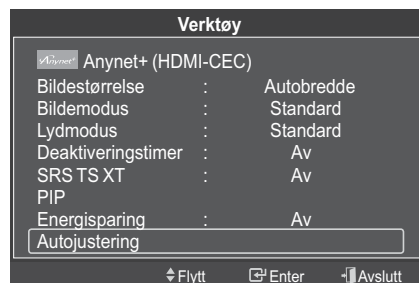 Verktøy
Anynet+ Anynet+ (HDMI-CEC)
Bildestørrelse : Autobredde
Bildemodus : Standard
Lydmodus : Standard
Deaktiveringstimer : Av
SRS TS XT : Av
PIP
Energisparing : Av
Autojustering
Flytt Enter Avslutt